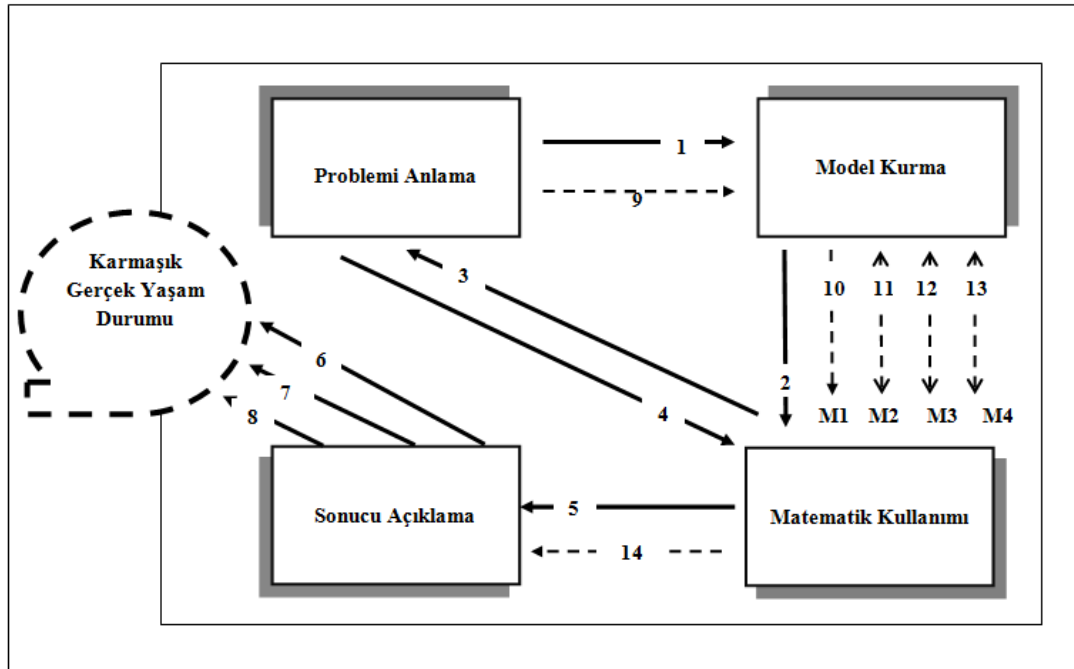 Problemi Anlama
1
9
Model Kurma
Karmaşık
Gerçek Yaşam
Durumu
3
10 11 12 13
6
7
8
4
2
M1 M2 M3 M4
Sonucu Açıklama
5
14
Matematik Kullanımı